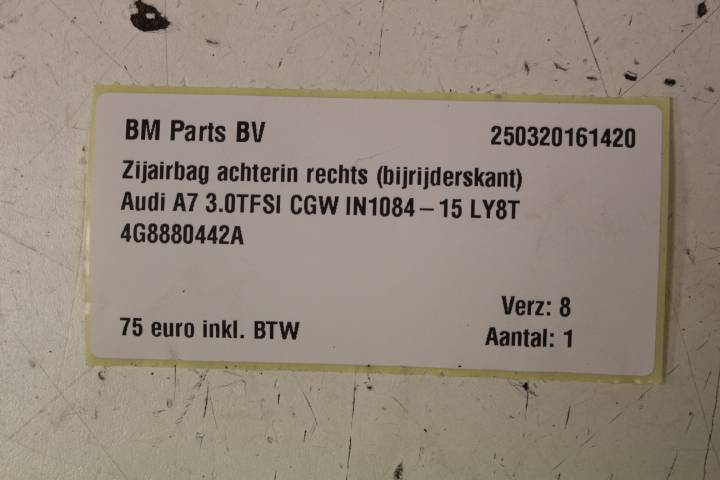 BM Parts BV 250320161420
Zijairbag achterin rechts (bijrijderskant)
Audi A7 3.0TFSI CGW IN1084 – 15 LY8T
4G8880442A
Verz: 8
75 euro inkl. BTW Aantal: 1